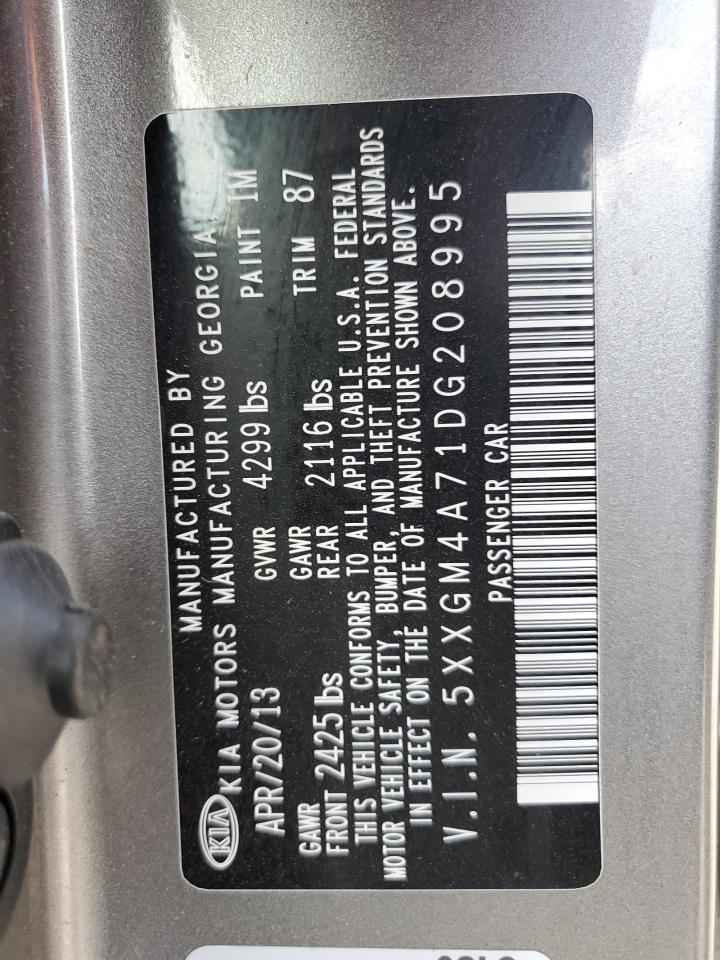 MANUFACTURED BY
KIA KIA MOTORS MANUFACTURING GEORGIA,
APR/20/13 GVWR 4299 lbs PAINT IM
GAWR FRONT 2425 lbs GAWR REAR 2116 lbs TRIM 87
THIS VEHICLE CONFORMS TO ALL APPLICABLE U.S.A. FEDERAL
MOTOR VEHICLE SAFETY, BUMPER, AND THEFT PREVENTION STANDARDS
IN EFFECT ON THE DATE OF MANUFACTURE SHOWN ABOVE.
V.I.N. 5XXGM4A71DG208995
PASSENGER CAR